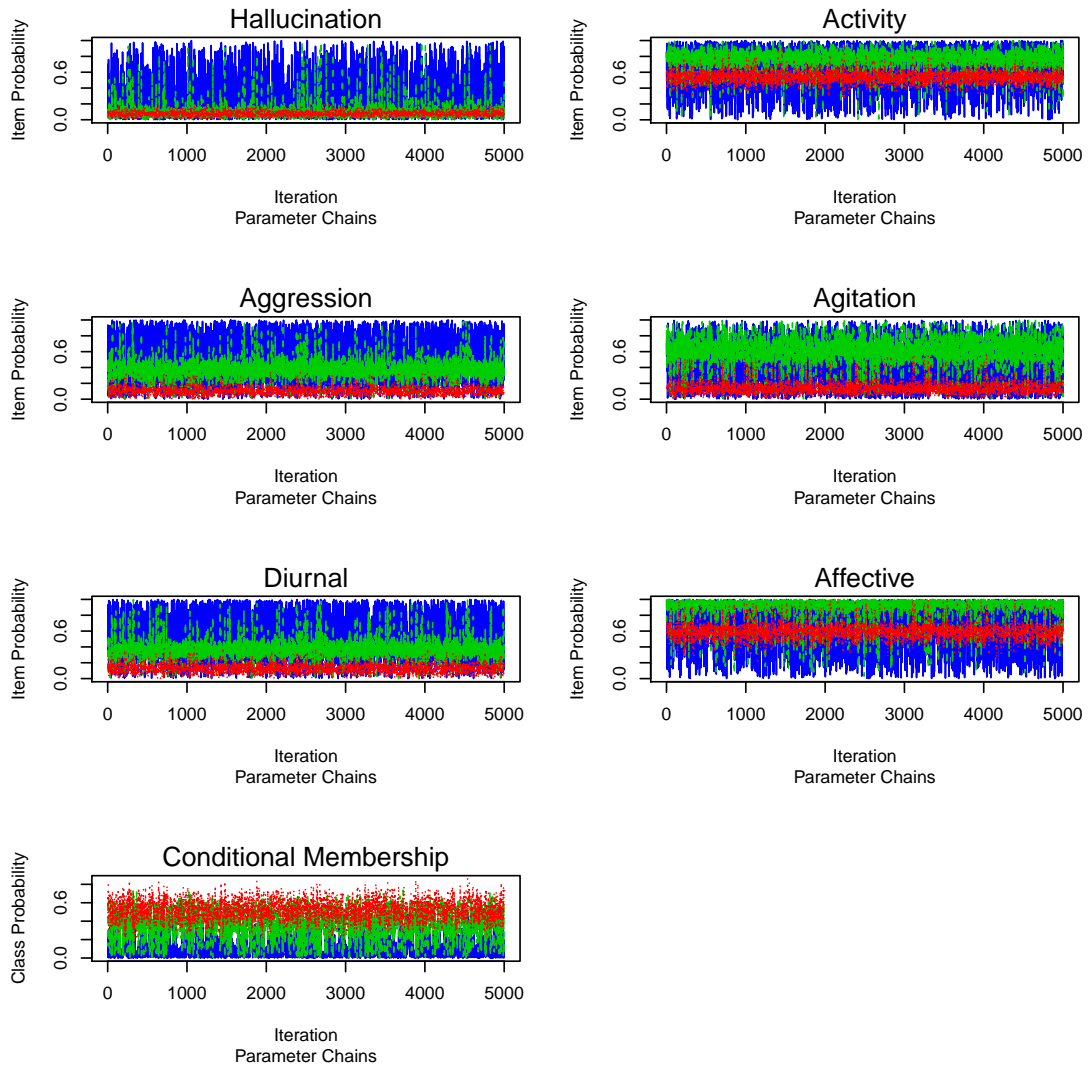 Hallucination
Item Probability
0.0 0.6
0 1000 2000 3000 4000 5000
Iteration
Parameter Chains
Activity
Item Probability
0.0 0.6
0 1000 2000 3000 4000 5000
Iteration
Parameter Chains
Aggression
Item Probability
0.0 0.6
0 1000 2000 3000 4000 5000
Iteration
Parameter Chains
Agitation
Item Probability
0.0 0.6
0 1000 2000 3000 4000 5000
Iteration
Parameter Chains
Diurnal
Item Probability
0.0 0.6
0 1000 2000 3000 4000 5000
Iteration
Parameter Chains
Affective
Item Probability
0.0 0.6
0 1000 2000 3000 4000 5000
Iteration
Parameter Chains
Conditional Membership
Class Probability
0.0 0.6
0 1000 2000 3000 4000 5000
Iteration
Parameter Chains